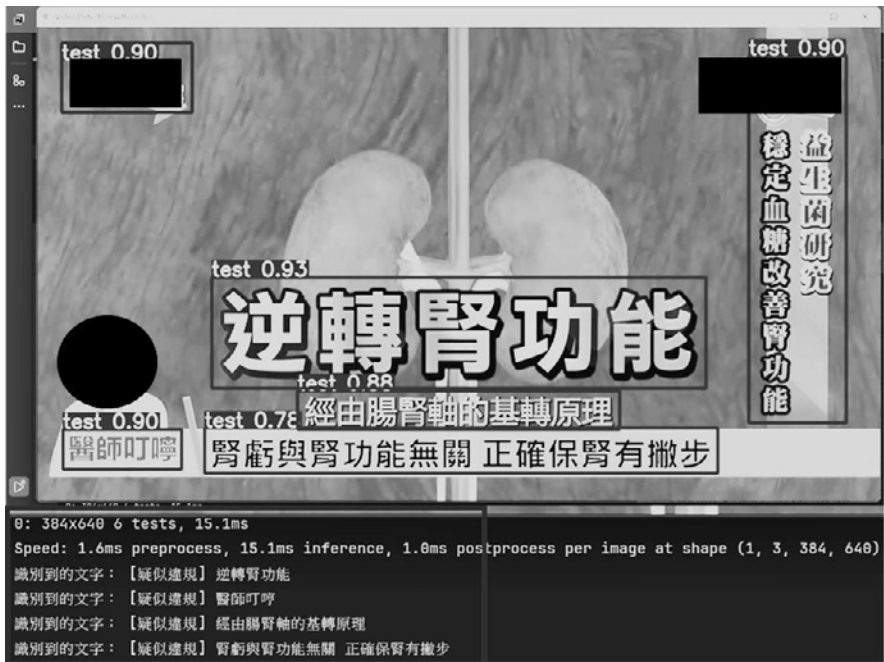 test 0.90
test 0.90
益生菌研究
穩定血糖改善腎功能
test 0.93
逆轉腎功能
test 0.88
經由腸腎軸的基轉原理
test 0.90
醫師叮嚀
test 0.78
腎虧與腎功能無關 正確保腎有撇步
0: 384x640 6 tests, 15.1ms
Speed: 1.6ms preprocess, 15.1ms inference, 1.0ms postprocess per image at shape (1, 3, 384, 640)
識別到的文字： [疑似違規] 逆轉腎功能
識別到的文字： [疑似違規] 醫師叮哼
識別到的文字： [疑似違規] 經由腸腎軸的基轉原理
識別到的文字： [疑似違規] 腎虧與腎功能無關 正確保腎有撇步